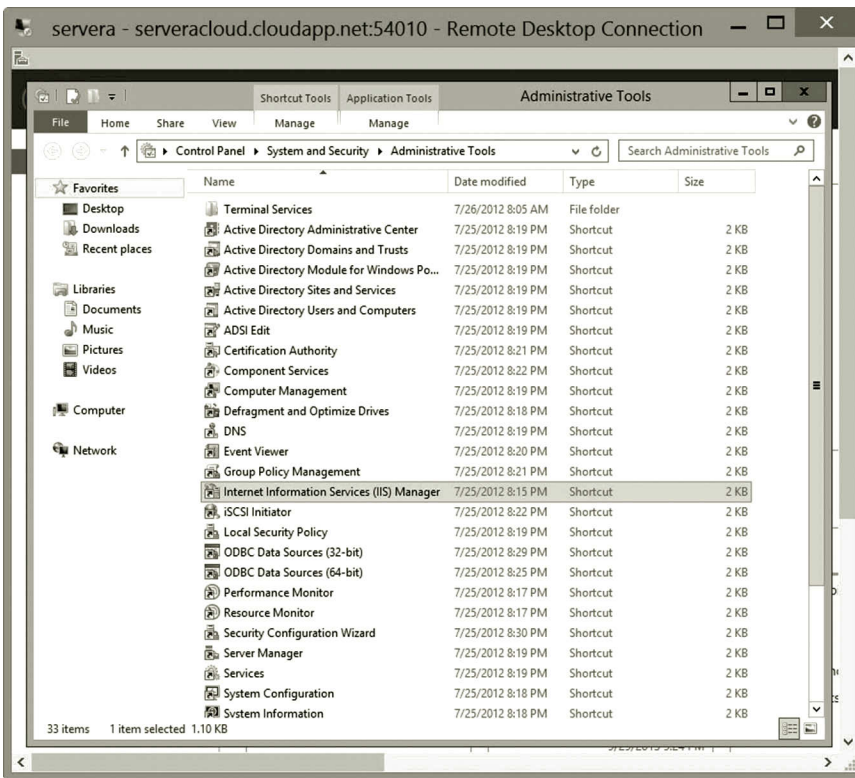 servera - serveracloud.cloudapp.net:54010 - Remote Desktop Connection
Shortcut Tools Application Tools Administrative Tools
File Home Share View Manage Manage
Control Panel System and Security Administrative Tools Search Administrative Tools
Name Date modified Type Size
Favorites
Desktop
Downloads
Recent places
Libraries
Documents
Music
Pictures
Videos
Computer
Network
Terminal Services 7/26/2012 8:05 AM File folder
Active Directory Administrative Center 7/25/2012 8:19 PM Shortcut 2 KB
Active Directory Domains and Trusts 7/25/2012 8:19 PM Shortcut 2 KB
Active Directory Module for Windows Po... 7/25/2012 8:19 PM Shortcut 2 KB
Active Directory Sites and Services 7/25/2012 8:19 PM Shortcut 2 KB
Active Directory Users and Computers 7/25/2012 8:19 PM Shortcut 2 KB
ADSI Edit 7/25/2012 8:19 PM Shortcut 2 KB
Certification Authority 7/25/2012 8:21 PM Shortcut 2 KB
Component Services 7/25/2012 8:22 PM Shortcut 2 KB
Computer Management 7/25/2012 8:19 PM Shortcut 2 KB
Defragment and Optimize Drives 7/25/2012 8:18 PM Shortcut 2 KB
DNS 7/25/2012 8:19 PM Shortcut 2 KB
Event Viewer 7/25/2012 8:20 PM Shortcut 2 KB
Group Policy Management 7/25/2012 8:21 PM Shortcut 2 KB
Internet Information Services (IIS) Manager 7/25/2012 8:15 PM Shortcut 2 KB
iSCSI Initiator 7/25/2012 8:22 PM Shortcut 2 KB
Local Security Policy 7/25/2012 8:19 PM Shortcut 2 KB
ODBC Data Sources (32-bit) 7/25/2012 8:29 PM Shortcut 2 KB
ODBC Data Sources (64-bit) 7/25/2012 8:25 PM Shortcut 2 KB
Performance Monitor 7/25/2012 8:17 PM Shortcut 2 KB
Resource Monitor 7/25/2012 8:17 PM Shortcut 2 KB
Security Configuration Wizard 7/25/2012 8:30 PM Shortcut 2 KB
Server Manager 7/25/2012 8:19 PM Shortcut 2 KB
Services 7/25/2012 8:19 PM Shortcut 2 KB
System Configuration 7/25/2012 8:18 PM Shortcut 2 KB
System Information 7/25/2012 8:18 PM Shortcut 2 KB
33 items 1 item selected 1.10 KB